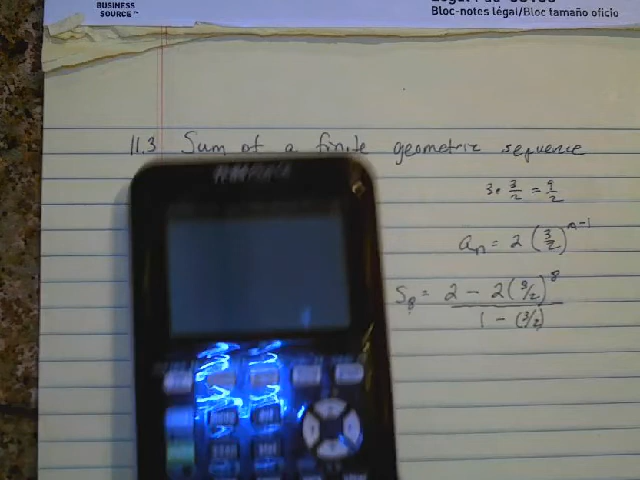 BUSINESS
SOURCE™
Bloc-notes légal/Bloc tamaño oficio
11.3 Sum of a finite geometric sequence
3 · 3/2 = 9/2
aₙ = 2 (3/2)ⁿ⁻¹
S₈ = 2 - 2(3/2)⁸
1 - (3/2)